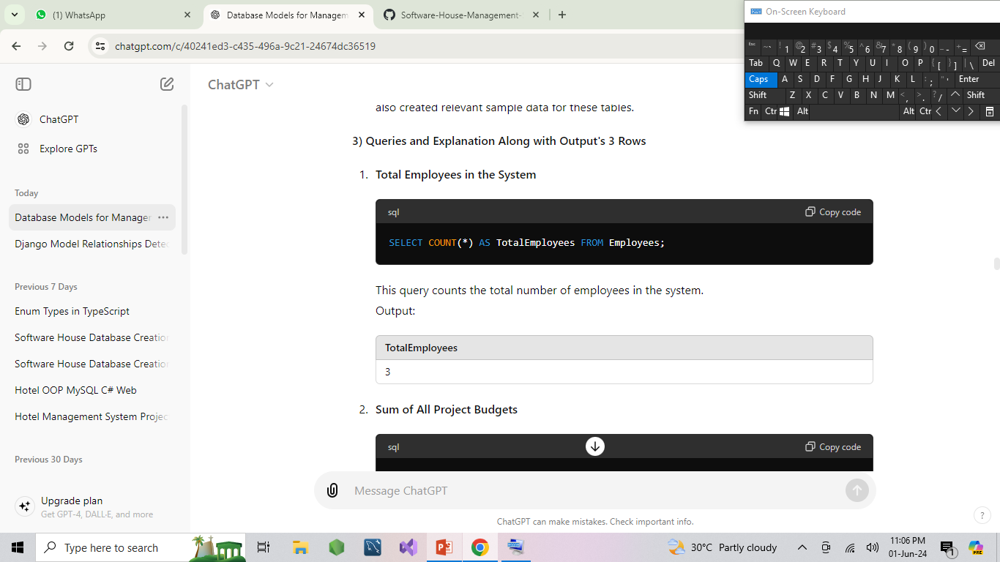 (1) WhatsApp
Database Models for Managem
Software-House-Management-
On-Screen Keyboard
chatgpt.com/c/40241ed3-c435-496a-9c21-24674dc36519
Esc ~ ` ! 1 @ 2 # 3 $ 4 % 5 ^ 6 & 7 * 8 ( 9 ) 0 _ - + =
Tab Q W E R T Y U I O P { [ } ] | \ Del
Caps A S D F G H J K L : ; " ' Enter
Shift Z X C V B N M < , > . ? / Shift
Fn Ctr Alt Alt Ctr
ChatGPT
Explore GPTs
Today
Database Models for Manager
Django Model Relationships Dete
Previous 7 Days
Enum Types in TypeScript
Software House Database Creation
Software House Database Creation
Hotel OOP MySQL C# Web
Hotel Management System Projec
Previous 30 Days
Upgrade plan
Get GPT-4, DALL·E, and more
ChatGPT
also created relevant sample data for these tables.
3) Queries and Explanation Along with Output's 3 Rows
1. Total Employees in the System
sql
Copy code
SELECT COUNT(*) AS TotalEmployees FROM Employees;
This query counts the total number of employees in the system.
Output:
TotalEmployees
3
2. Sum of All Project Budgets
sql
Copy code
Message ChatGPT
ChatGPT can make mistakes. Check important info.
?
Type here to search
30°C Partly cloudy
11:06 PM
01-Jun-24
1
PRE